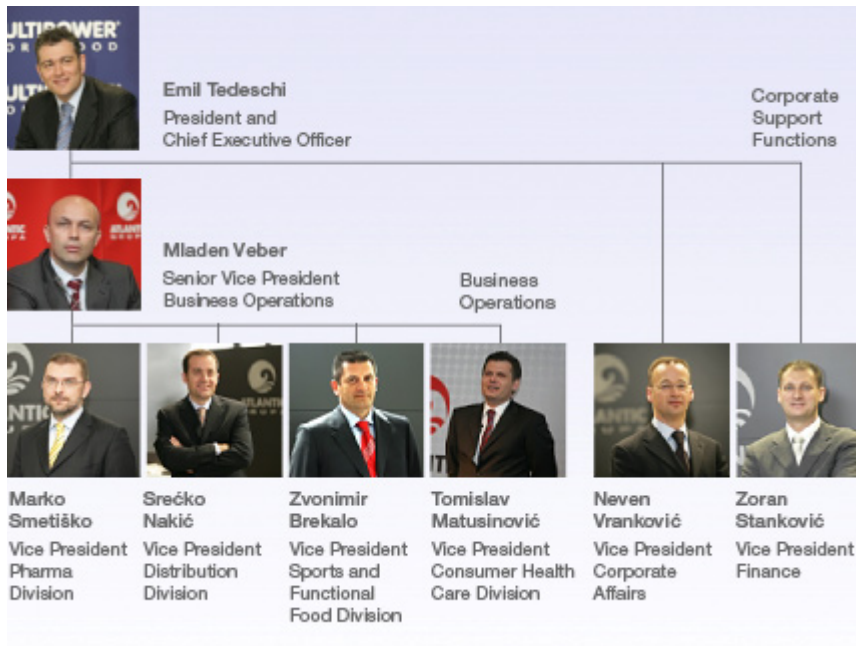 ULTIPOWER
Emil Tedeschi
President and
Chief Executive Officer
Corporate
Support
Functions
ATLANTIC
GRUPA
Mladen Veber
Senior Vice President
Business Operations
Business
Operations
Marko
Smetiško
Vice President
Pharma
Division
Srećko
Nakić
Vice President
Distribution
Division
Zvonimir
Brekalo
Vice President
Sports and
Functional
Food Division
Tomislav
Matusinović
Vice President
Consumer Health
Care Division
Neven
Vranković
Vice President
Corporate
Affairs
Zoran
Stanković
Vice President
Finance